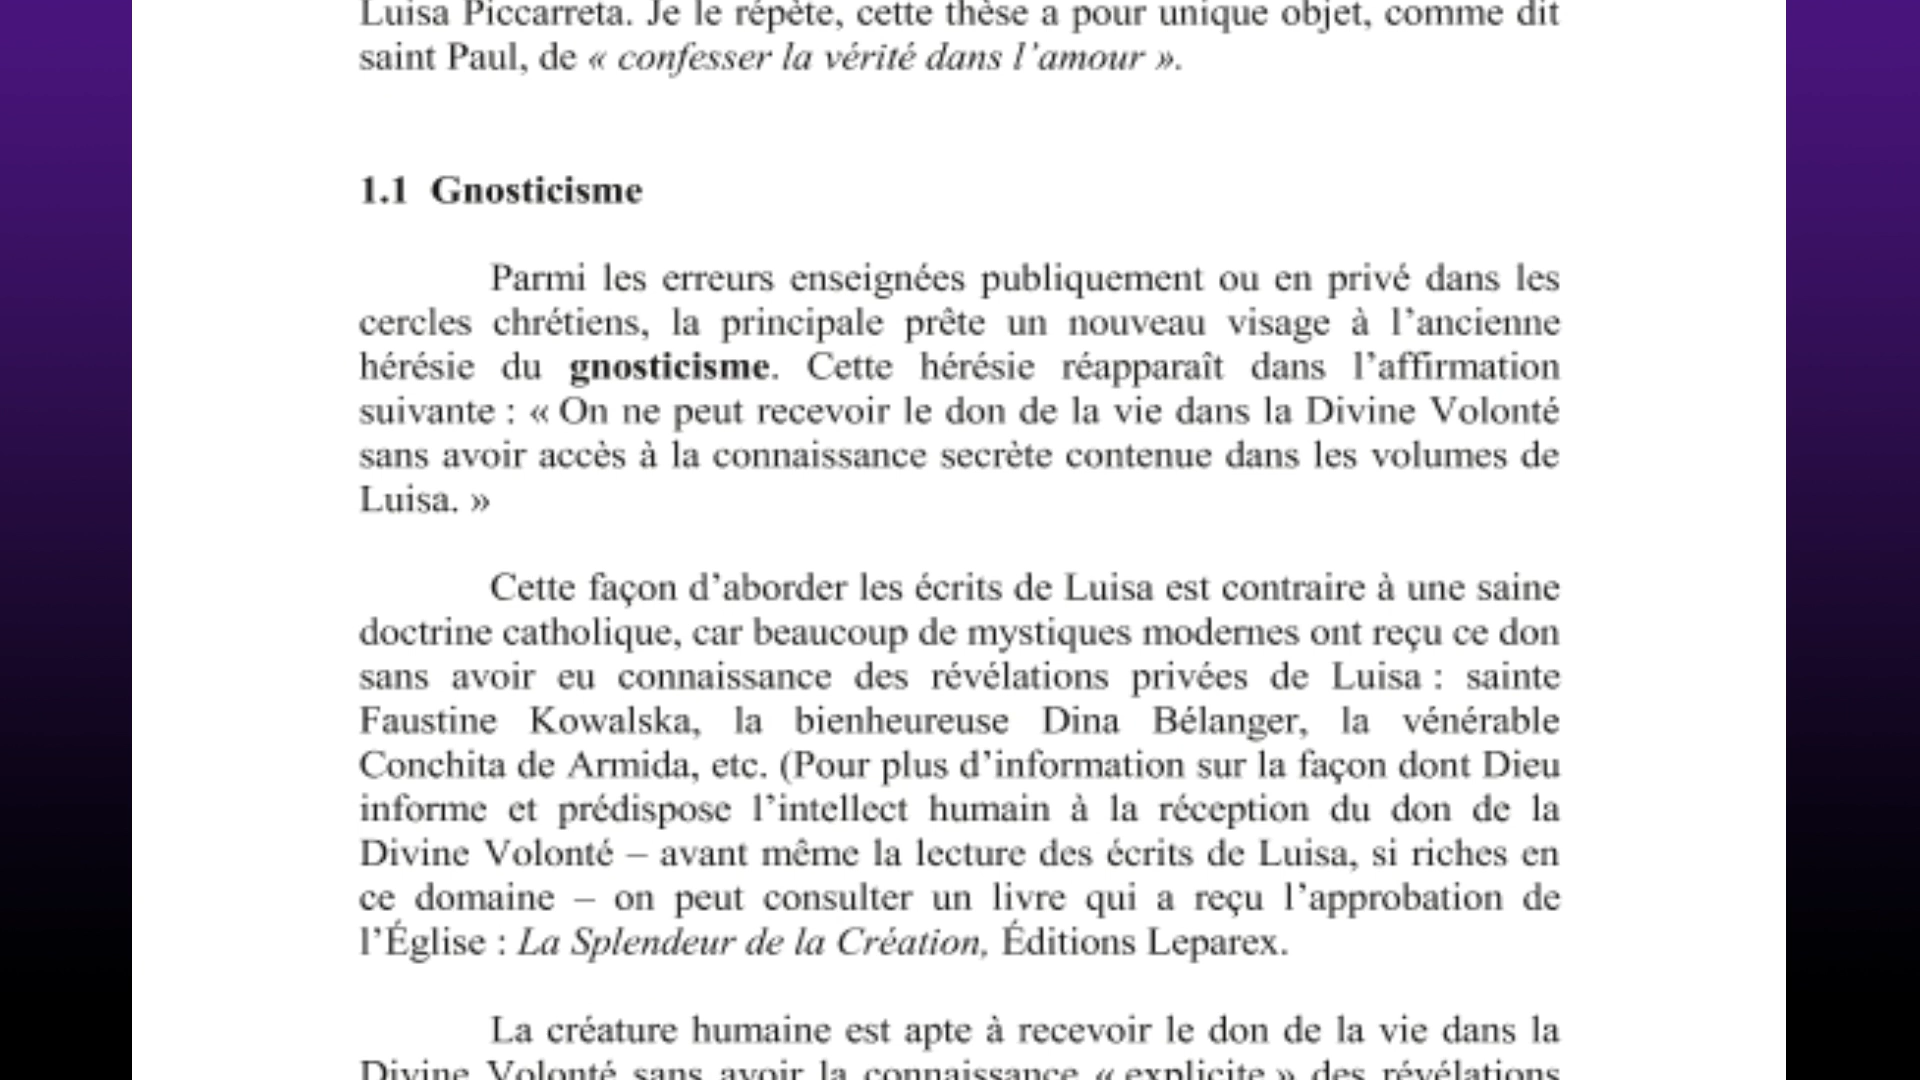 Luisa Piccarreta. Je le répète, cette thèse a pour unique objet, comme dit
saint Paul, de « confesser la vérité dans l’amour ».
1.1 Gnosticisme
Parmi les erreurs enseignées publiquement ou en privé dans les
cercles chrétiens, la principale prête un nouveau visage à l’ancienne
hérésie du gnosticisme. Cette hérésie réapparaît dans l’affirmation
suivante : « On ne peut recevoir le don de la vie dans la Divine Volonté
sans avoir accès à la connaissance secrète contenue dans les volumes de
Luisa. »
Cette façon d’aborder les écrits de Luisa est contraire à une saine
doctrine catholique, car beaucoup de mystiques modernes ont reçu ce don
sans avoir eu connaissance des révélations privées de Luisa : sainte
Faustine Kowalska, la bienheureuse Dina Bélanger, la vénérable
Conchita de Armida, etc. (Pour plus d’information sur la façon dont Dieu
informe et prédispose l’intellect humain à la réception du don de la
Divine Volonté – avant même la lecture des écrits de Luisa, si riches en
ce domaine – on peut consulter un livre qui a reçu l’approbation de
l’Église : La Splendeur de la Création, Éditions Leparex.
La créature humaine est apte à recevoir le don de la vie dans la
Divine Volonté sans avoir la connaissance « explicite » des révélations